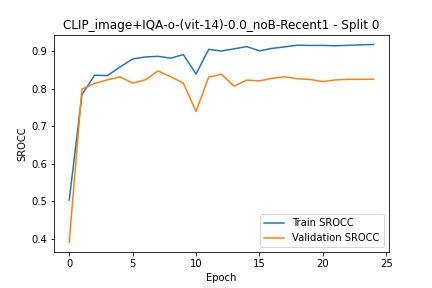 CLIP_image+IQA-o-(vit-14)-0.0_noB-Recent1 - Split 0
0.9
0.8
0.7
0.6
0.5
0.4
SROCC
Train SROCC
Validation SROCC
0 5 10 15 20 25
Epoch